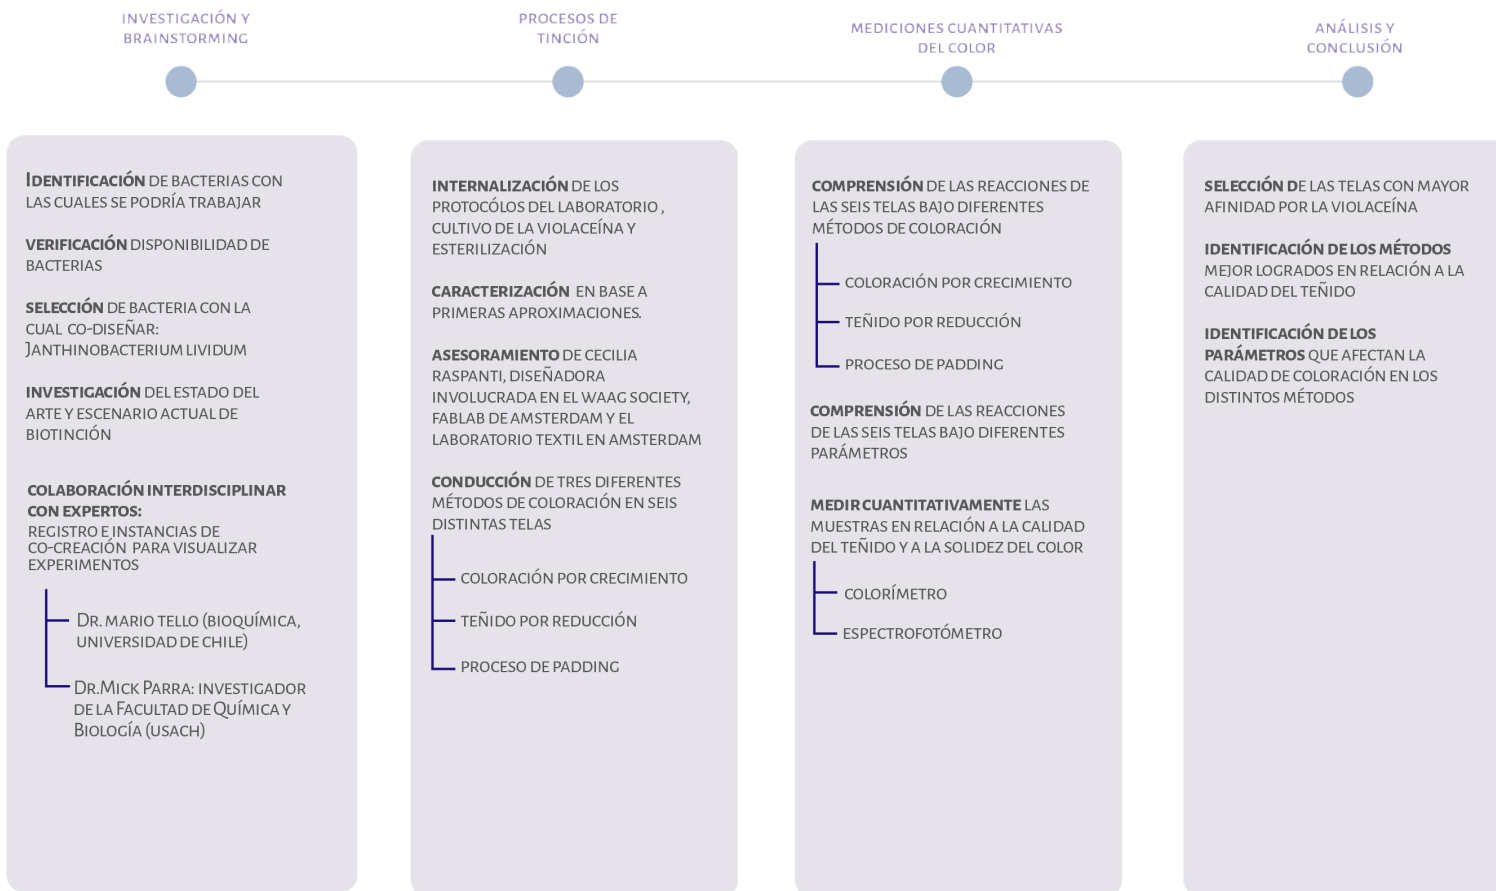 INVESTIGACIÓN Y
BRAINSTORMING
PROCESOS DE
TINCIÓN
MEDICIONES CUANTITATIVAS
DEL COLOR
ANÁLISIS Y
CONCLUSIÓN
IDENTIFICACIÓN DE BACTERIAS CON
LAS CUALES SE PODRÍA TRABAJAR
VERIFICACIÓN DISPONIBILIDAD DE
BACTERIAS
SELECCIÓN DE BACTERIA CON LA
CUAL CO-DISEÑAR:
JANTHINOBACTERIUM LIVIDUM
INVESTIGACIÓN DEL ESTADO DEL
ARTE Y ESCENARIO ACTUAL DE
BIOTINCIÓN
COLABORACIÓN INTERDISCIPLINAR
CON EXPERTOS:
REGISTRO E INSTANCIAS DE
CO-CREACIÓN PARA VISUALIZAR
EXPERIMENTOS
DR. MARIO TELLO (BIOQUÍMICA,
UNIVERSIDAD DE CHILE)
DR.MICK PARRA: INVESTIGADOR
DE LA FACULTAD DE QUÍMICA Y
BIOLOGÍA (USACH)
INTERNALIZACIÓN DE LOS
PROTOCÓLOS DEL LABORATORIO ,
CULTIVO DE LA VIOLACEÍNA Y
ESTERILIZACIÓN
CARACTERIZACIÓN EN BASE A
PRIMERAS APROXIMACIONES.
ASESORAMIENTO DE CECILIA
RASPANTI, DISEÑADORA
INVOLUCRADA EN EL WAAG SOCIETY,
FABLAB DE AMSTERDAM Y EL
LABORATORIO TEXTIL EN AMSTERDAM
CONDUCCIÓN DE TRES DIFERENTES
MÉTODOS DE COLORACIÓN EN SEIS
DISTINTAS TELAS
COLORACIÓN POR CRECIMIENTO
TEÑIDO POR REDUCCIÓN
PROCESO DE PADDING
COMPRENSIÓN DE LAS REACCIONES DE
LAS SEIS TELAS BAJO DIFERENTES
MÉTODOS DE COLORACIÓN
COLORACIÓN POR CRECIMIENTO
TEÑIDO POR REDUCCIÓN
PROCESO DE PADDING
COMPRENSIÓN DE LAS REACCIONES
DE LAS SEIS TELAS BAJO DIFERENTES
PARÁMETROS
MEDIR CUANTITATIVAMENTE LAS
MUESTRAS EN RELACIÓN A LA CALIDAD
DEL TEÑIDO Y A LA SOLIDEZ DEL COLOR
COLORÍMETRO
ESPECTROFOTÓMETRO
SELECCIÓN DE LAS TELAS CON MAYOR
AFINIDAD POR LA VIOLACEÍNA
IDENTIFICACIÓN DE LOS MÉTODOS
MEJOR LOGRADOS EN RELACIÓN A LA
CALIDAD DEL TEÑIDO
IDENTIFICACIÓN DE LOS
PARÁMETROS QUE AFECTAN LA
CALIDAD DE COLORACIÓN EN LOS
DISTINTOS MÉTODOS